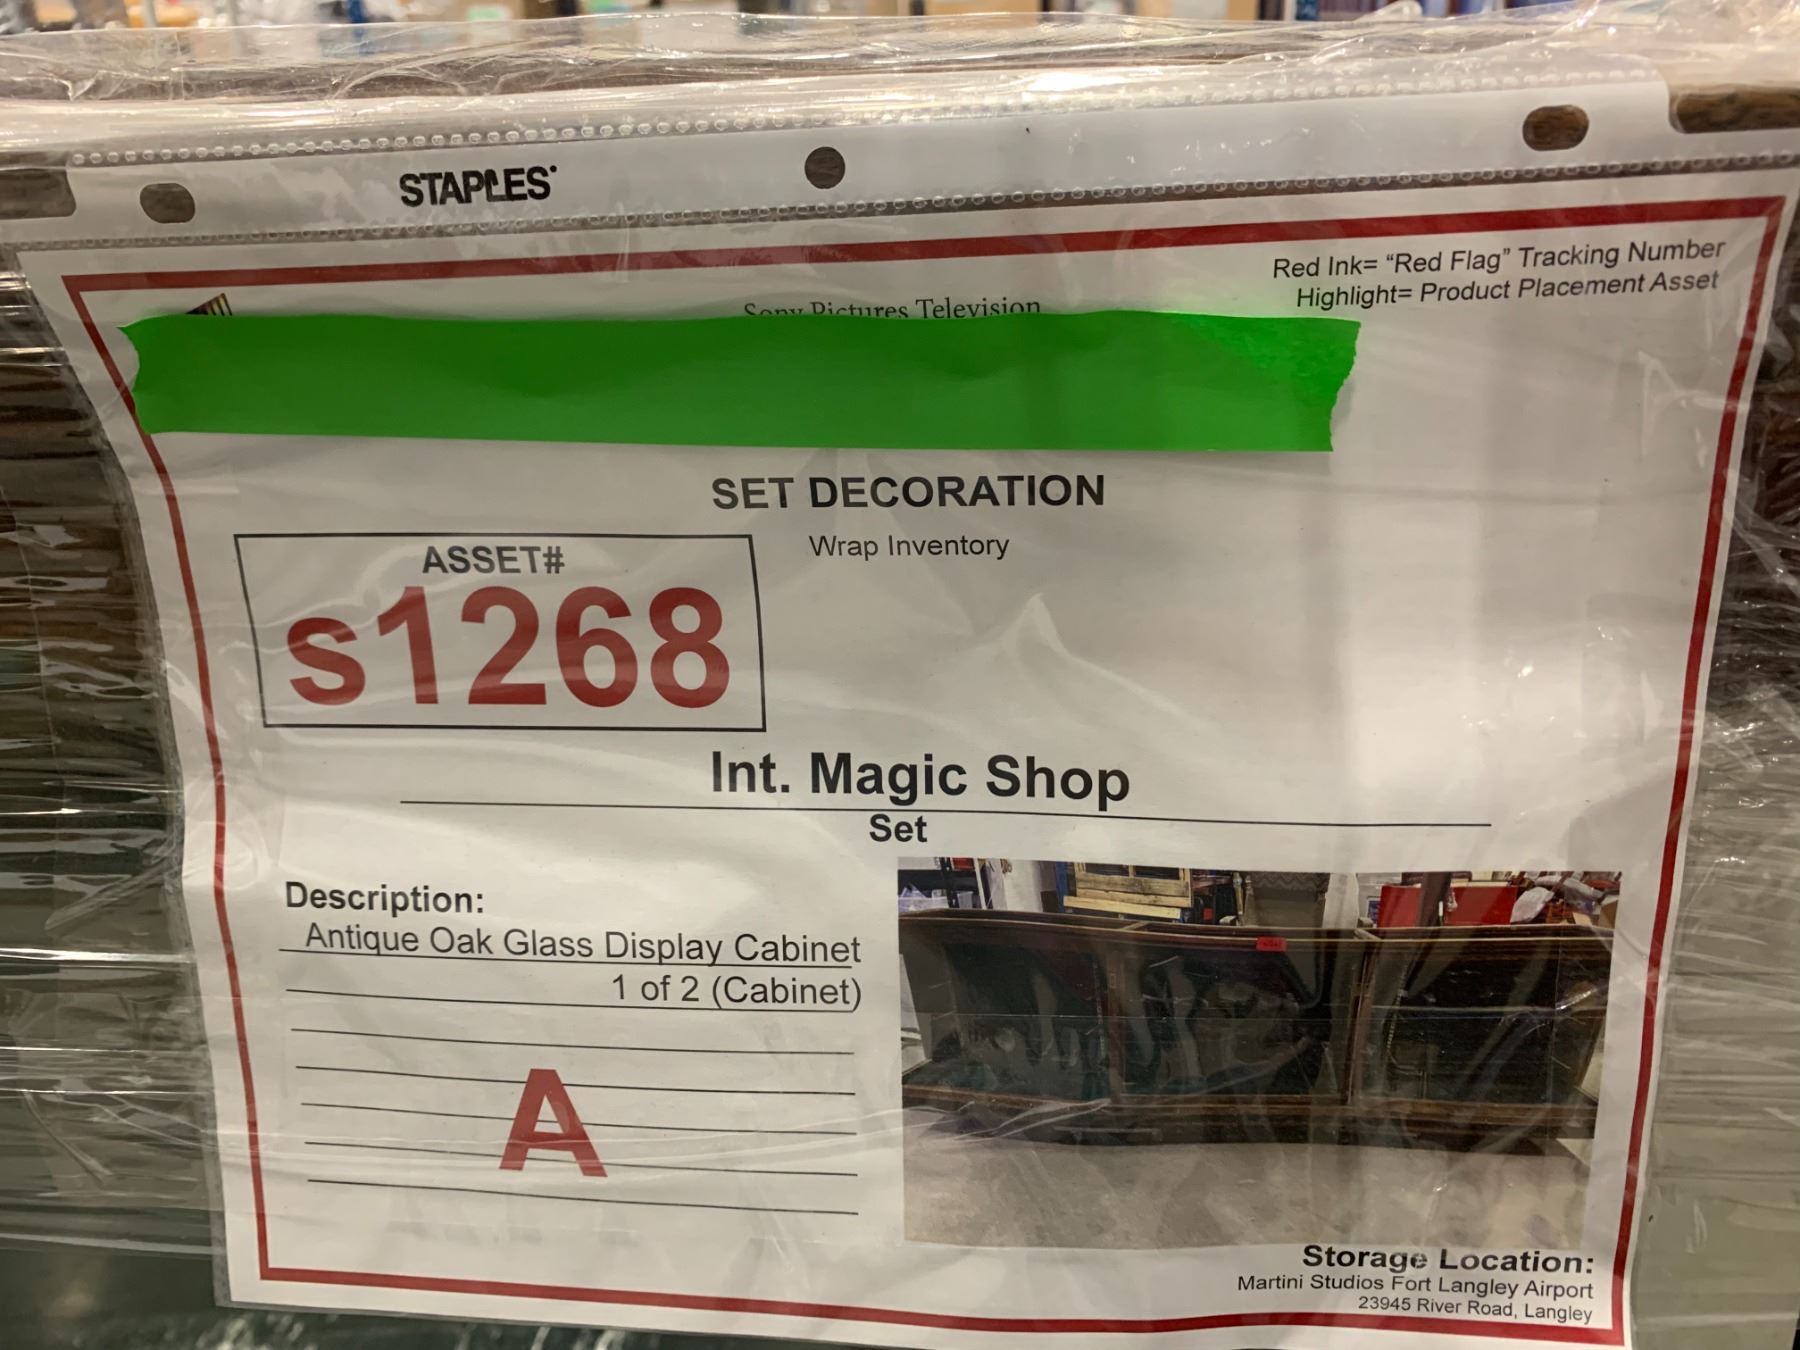 STAPLES
Red Ink= “Red Flag” Tracking Number
Highlight= Product Placement Asset
Sony Pictures Television
SET DECORATION
Wrap Inventory
ASSET#
s1268
Int. Magic Shop
Set
Description:
Antique Oak Glass Display Cabinet
1 of 2 (Cabinet)
A
Storage Location:
Martini Studios Fort Langley Airport
23945 River Road, Langley